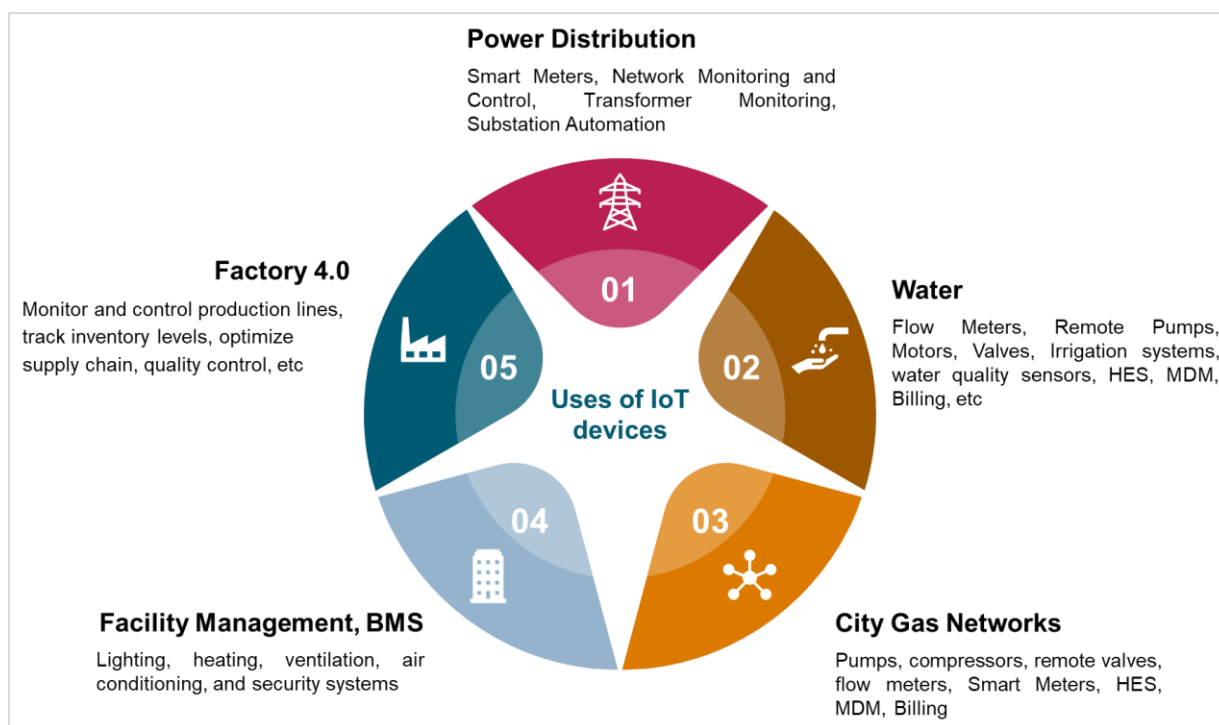 Power Distribution
Smart Meters, Network Monitoring and
Control, Transformer Monitoring,
Substation Automation
01
Water
Flow Meters, Remote Pumps,
Motors, Valves, Irrigation systems,
water quality sensors, HES, MDM,
Billing, etc
02
City Gas Networks
Pumps, compressors, remote valves,
flow meters, Smart Meters, HES,
MDM, Billing
03
Facility Management, BMS
Lighting, heating, ventilation, air
conditioning, and security systems
04
Factory 4.0
Monitor and control production lines,
track inventory levels, optimize
supply chain, quality control, etc
05
Uses of IoT
devices